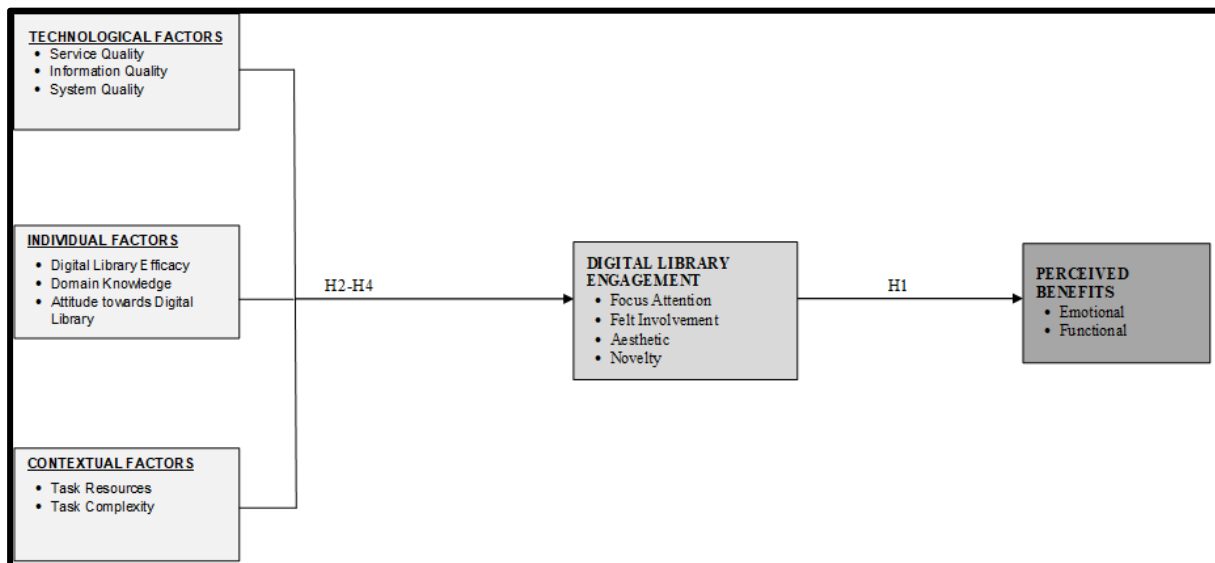 TECHNOLOGICAL FACTORS
• Service Quality
• Information Quality
• System Quality
INDIVIDUAL FACTORS
• Digital Library Efficacy
• Domain Knowledge
• Attitude towards Digital
Library
CONTEXTUAL FACTORS
• Task Resources
• Task Complexity
H2-H4
DIGITAL LIBRARY
ENGAGEMENT
• Focus Attention
• Felt Involvement
• Aesthetic
• Novelty
H1
PERCEIVED
BENEFITS
• Emotional
• Functional